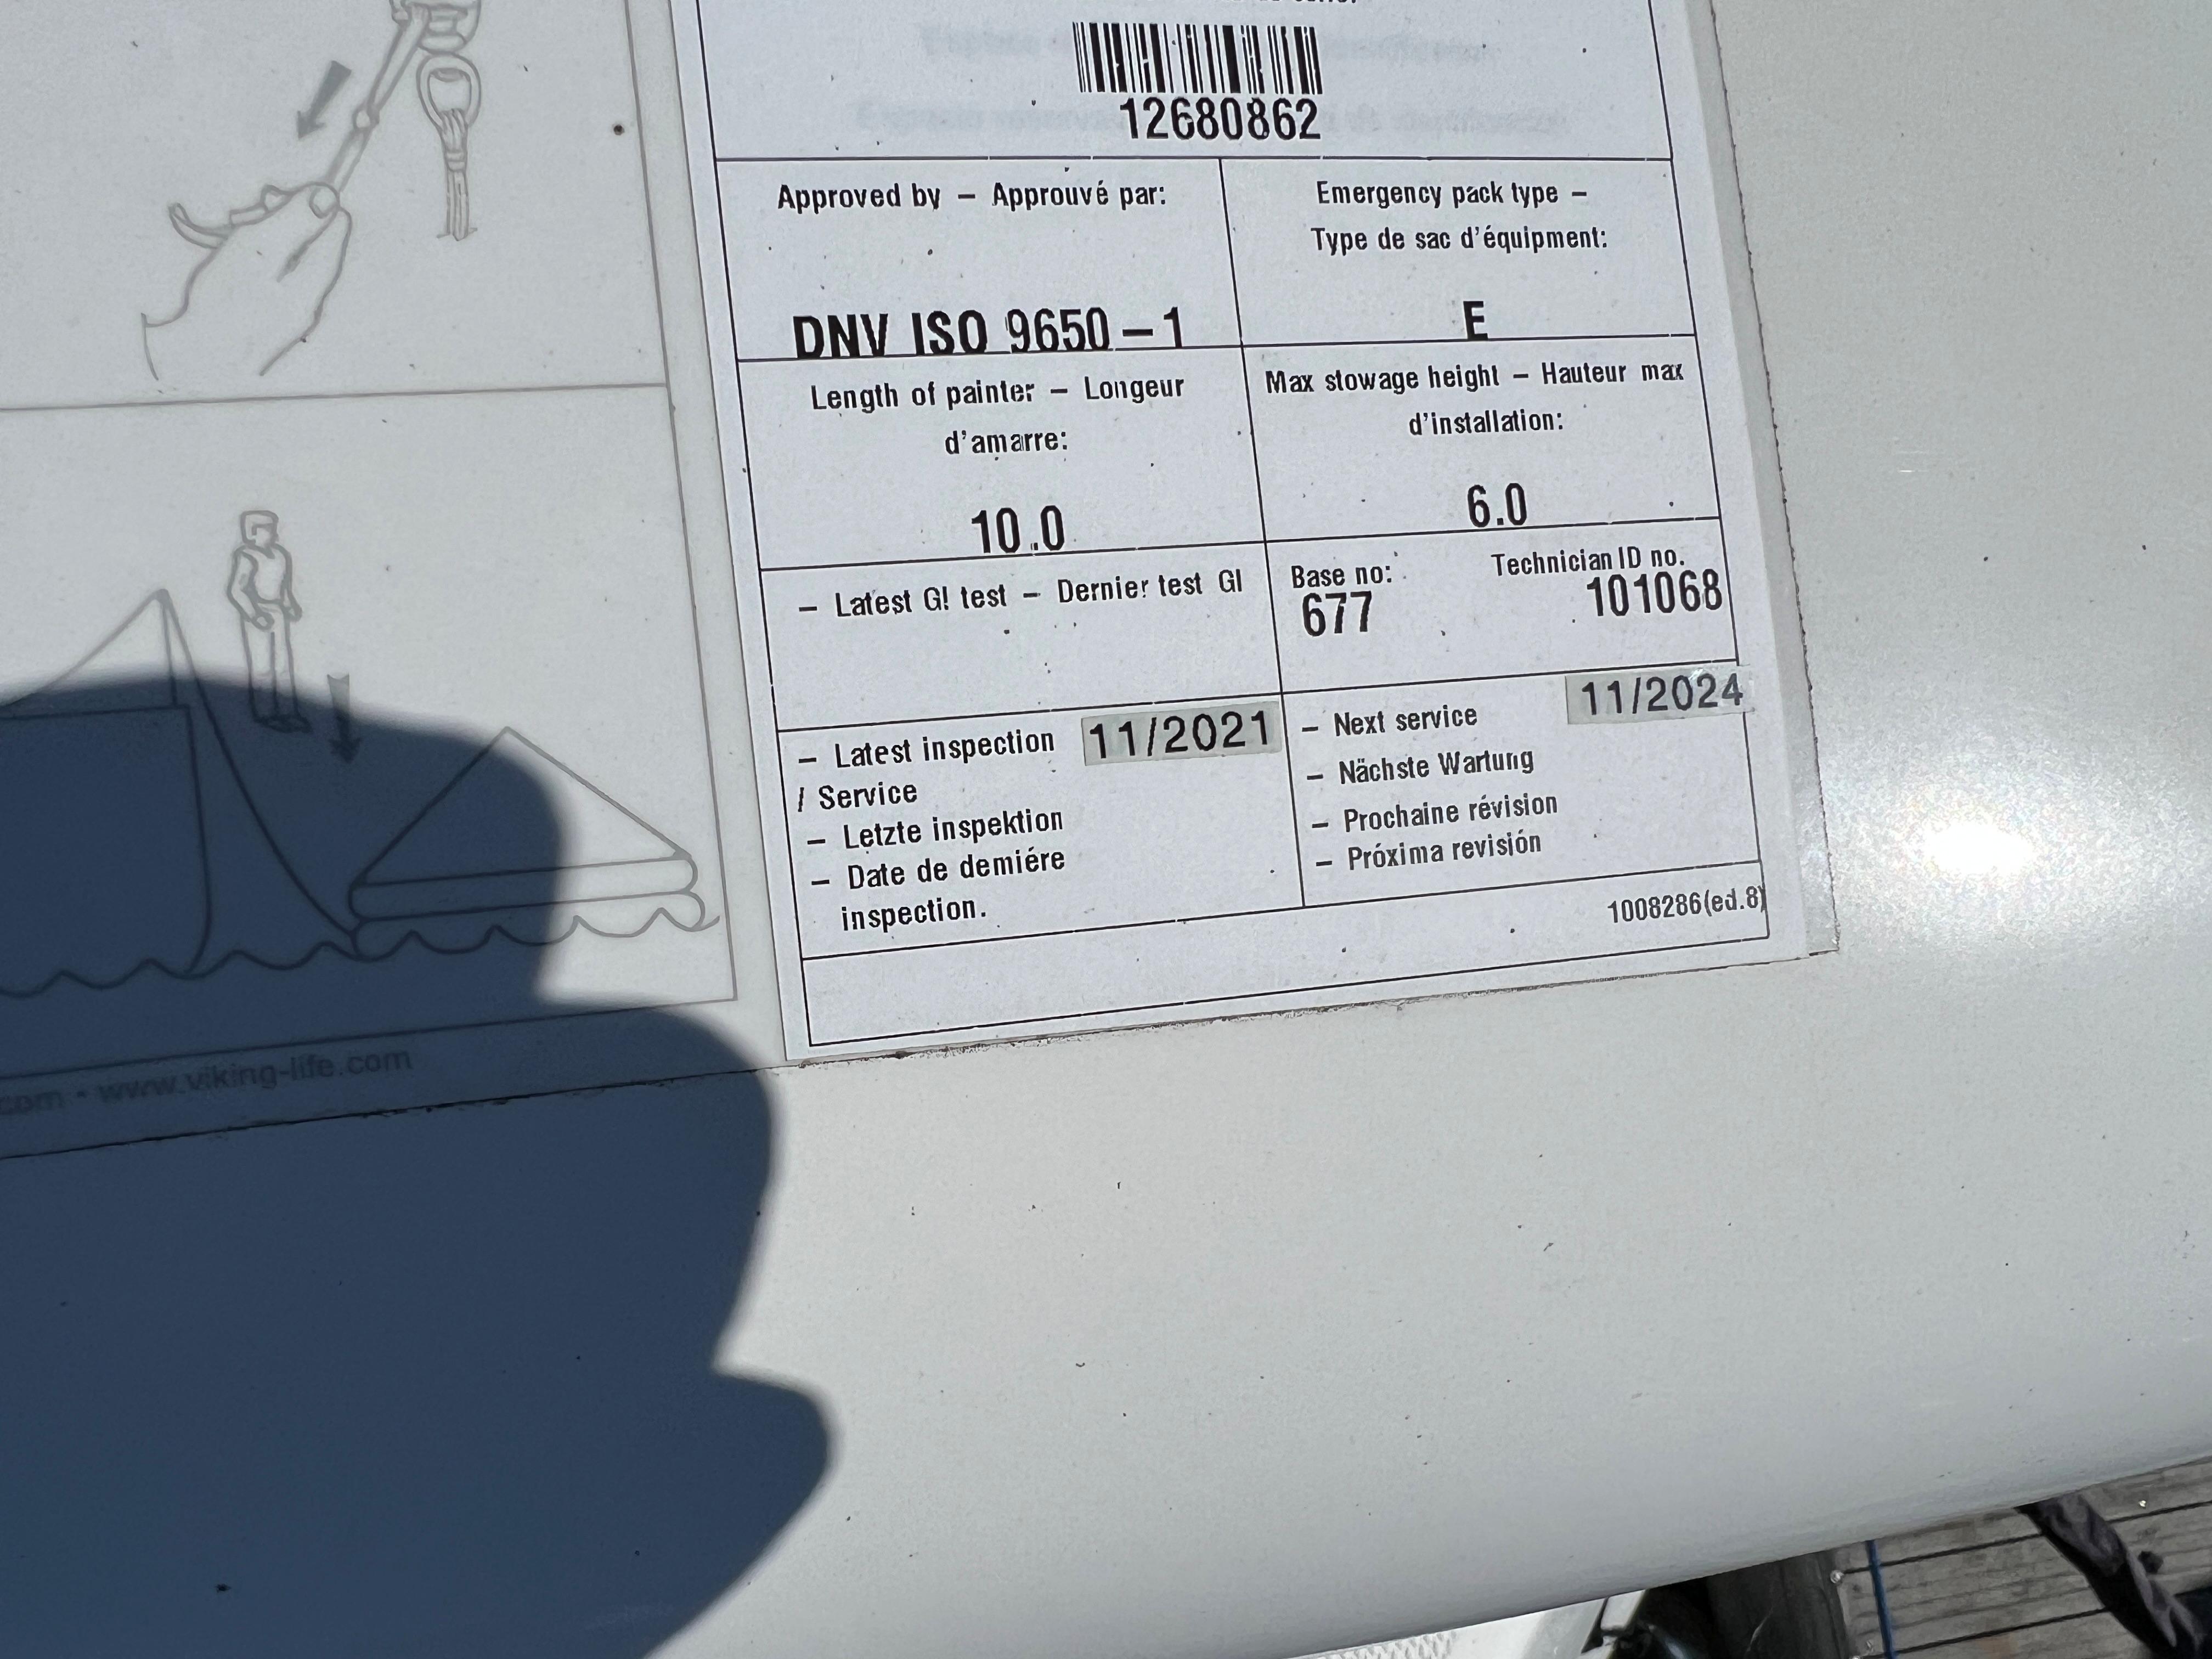 12680862
Approved by – Approuvé par:
DNV ISO 9650–1
Emergency pack type –
Type de sac d'équipment:
E
Length of painter – Longeur
d'amarre:
10.0
Max stowage height – Hauteur max
d'installation:
6.0
– Latest G! test – Dernier test GI
Base no:
677
Technician ID no.
101068
– Latest inspection 11/2021
/ Service
– Letzte inspektion
– Date de demiére
inspection.
– Next service 11/2024
– Nächste Wartung
– Prochaine révision
– Próxima revisión
1008286(ed.8)
com • www.viking-life.com